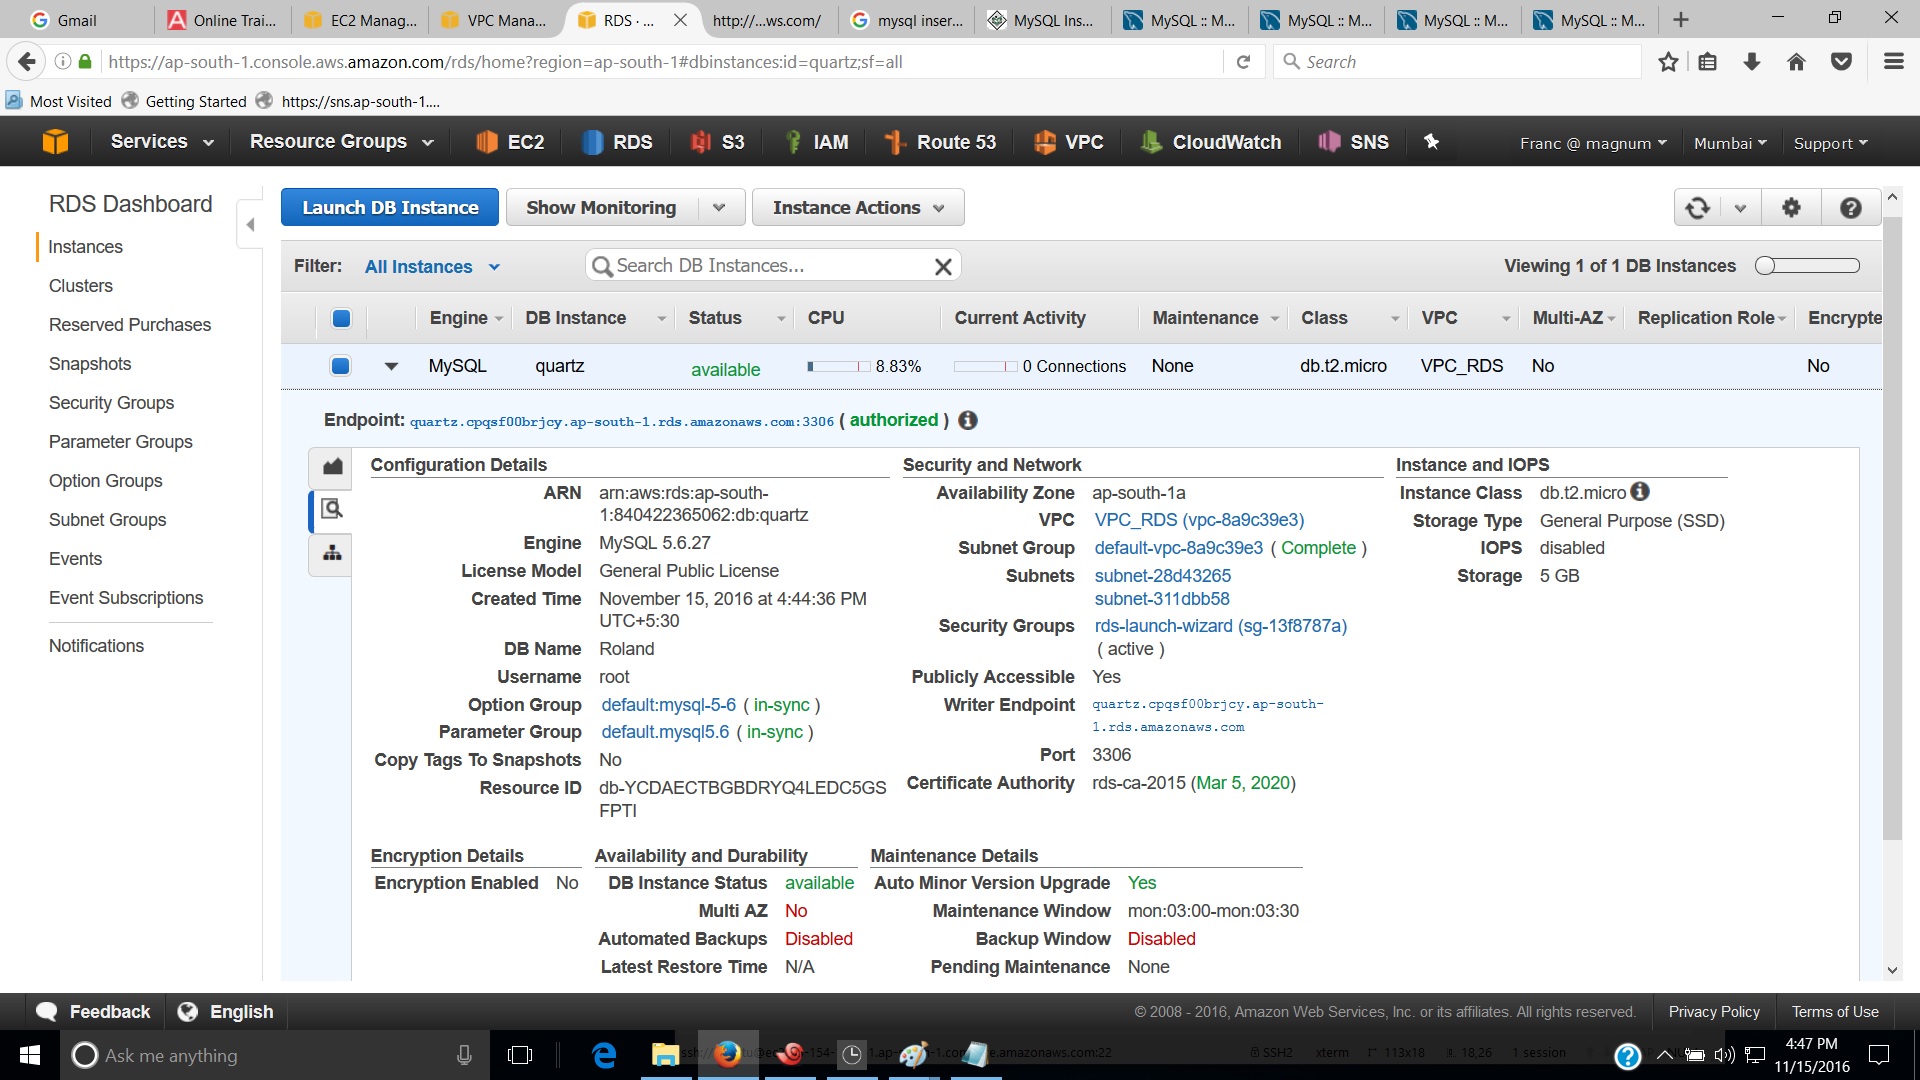 Gmail
Online Trai...
EC2 Manag...
VPC Mana...
RDS · ...
http://...ws.com/
mysql inser...
MySQL Ins...
MySQL :: M...
MySQL :: M...
MySQL :: M...
MySQL :: M...
https://ap-south-1.console.aws.amazon.com/rds/home?region=ap-south-1#dbinstances:id=quartz;sf=all
Search
Most Visited
Getting Started
https://sns.ap-south-1....
Services
Resource Groups
EC2
RDS
S3
IAM
Route 53
VPC
CloudWatch
SNS
Franc @ magnum
Mumbai
Support
RDS Dashboard
Instances
Clusters
Reserved Purchases
Snapshots
Security Groups
Parameter Groups
Option Groups
Subnet Groups
Events
Event Subscriptions
Notifications
Launch DB Instance
Show Monitoring
Instance Actions
Filter: All Instances
Search DB Instances...
Viewing 1 of 1 DB Instances
Engine DB Instance Status CPU Current Activity Maintenance Class VPC Multi-AZ Replication Role Encrypte
MySQL quartz available 8.83% 0 Connections None db.t2.micro VPC_RDS No No
Endpoint: quartz.cpqsf00brjcy.ap-south-1.rds.amazonaws.com:3306 ( authorized )
Configuration Details
ARN arn:aws:rds:ap-south-
1:840422365062:db:quartz
Engine MySQL 5.6.27
License Model General Public License
Created Time November 15, 2016 at 4:44:36 PM
UTC+5:30
DB Name Roland
Username root
Option Group default:mysql-5-6 ( in-sync )
Parameter Group default.mysql5.6 ( in-sync )
Copy Tags To Snapshots No
Resource ID db-YCDAECTBGBDRYQ4LEDC5GS
FPTI
Security and Network
Availability Zone ap-south-1a
VPC VPC_RDS (vpc-8a9c39e3)
Subnet Group default-vpc-8a9c39e3 ( Complete )
Subnets subnet-28d43265
subnet-311dbb58
Security Groups rds-launch-wizard (sg-13f8787a)
( active )
Publicly Accessible Yes
Writer Endpoint quartz.cpqsf00brjcy.ap-south-
1.rds.amazonaws.com
Port 3306
Certificate Authority rds-ca-2015 (Mar 5, 2020)
Instance and IOPS
Instance Class db.t2.micro
Storage Type General Purpose (SSD)
IOPS disabled
Storage 5 GB
Encryption Details
Encryption Enabled No
Availability and Durability
DB Instance Status available
Multi AZ No
Automated Backups Disabled
Latest Restore Time N/A
Maintenance Details
Auto Minor Version Upgrade Yes
Maintenance Window mon:03:00-mon:03:30
Backup Window Disabled
Pending Maintenance None
Feedback
English
© 2008 - 2016, Amazon Web Services, Inc. or its affiliates. All rights reserved.
Privacy Policy
Terms of Use
Ask me anything
e.amazonaws.com:22
SSH2
xterm
113x18
18,26
1 session
4:47 PM
11/15/2016